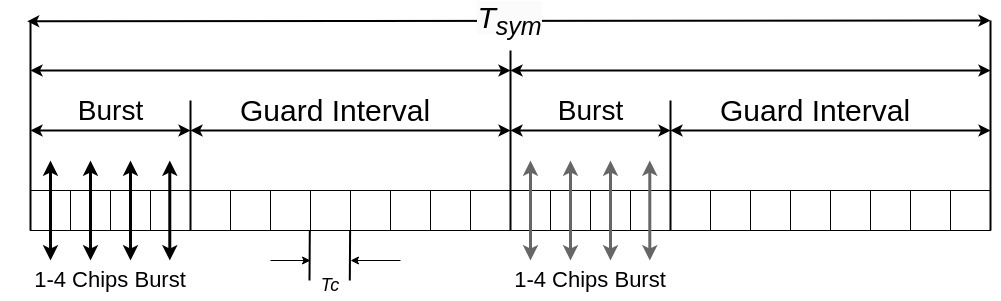 Tsym
Burst
Guard Interval
Burst
Guard Interval
1-4 Chips Burst
Tc
1-4 Chips Burst